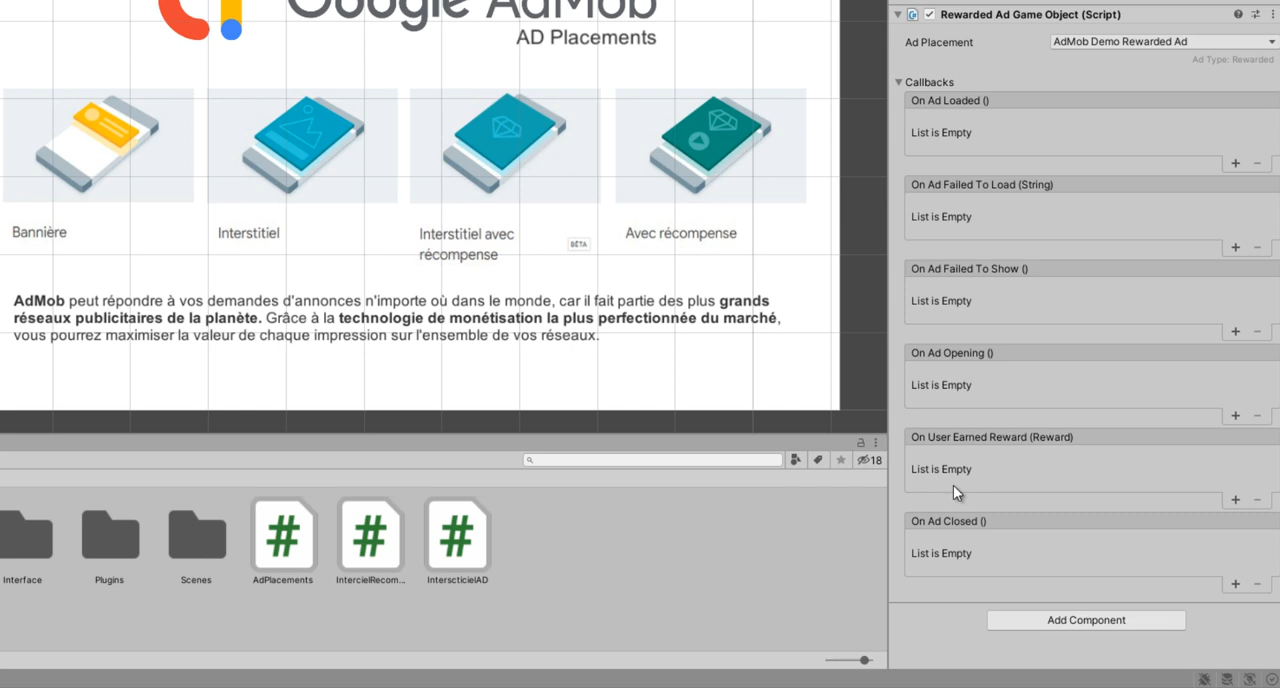 Google AdMob
AD Placements
Bannière
Interstitiel
Interstitiel avec
récompense
BÊTA
Avec récompense
AdMob peut répondre à vos demandes d'annonces n'importe où dans le monde, car il fait partie des plus grands
réseaux publicitaires de la planète. Grâce à la technologie de monétisation la plus perfectionnée du marché,
vous pourrez maximiser la valeur de chaque impression sur l'ensemble de vos réseaux.
18
Interface
Plugins
Scenes
AdPlacements
IntercielRecom...
InterscticielAD
Rewarded Ad Game Object (Script)
Ad Placement
AdMob Demo Rewarded Ad
Ad Type: Rewarded
Callbacks
On Ad Loaded ()
List is Empty
On Ad Failed To Load (String)
List is Empty
On Ad Failed To Show ()
List is Empty
On Ad Opening ()
List is Empty
On User Earned Reward (Reward)
List is Empty
On Ad Closed ()
List is Empty
Add Component